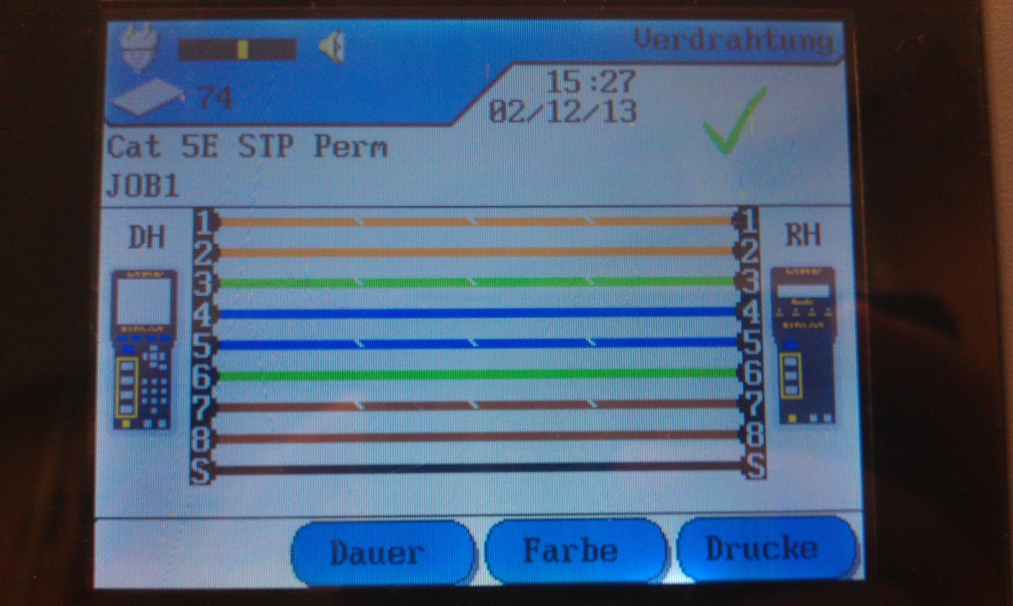 Verdrahtung
74
15:27
02/12/13
Cat 5E STP Perm
JOB1
DH
RH
1 1
2 2
3 3
4 4
5 5
6 6
7 7
8 8
S S
Dauer Farbe Drucke